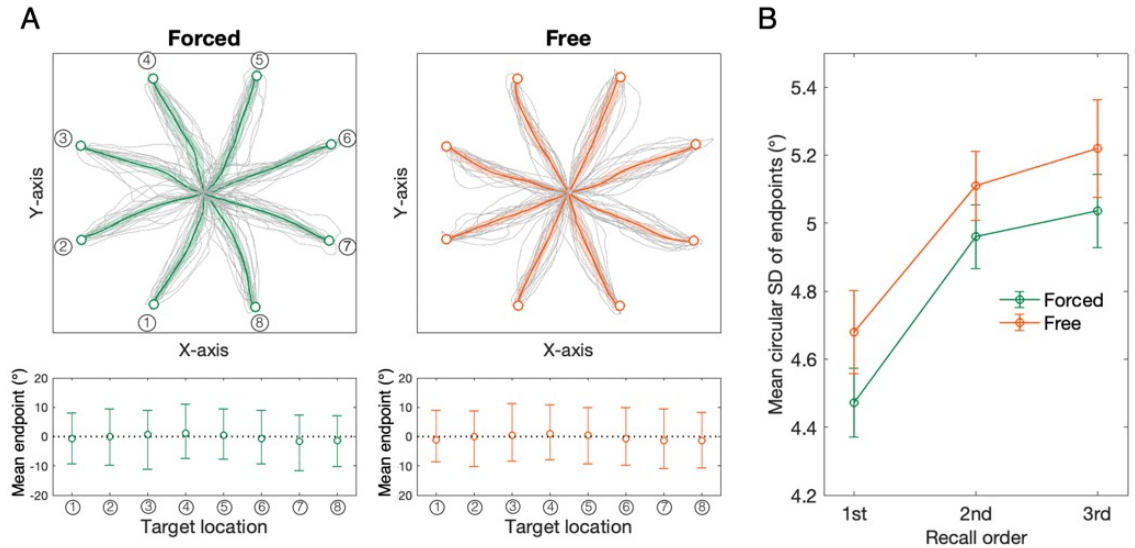 A
B
Forced
Free
④
⑤
③
⑥
②
⑦
①
⑧
Y-axis
Y-axis
X-axis
X-axis
Mean endpoint (°)
20
10
0
-10
-20
① ② ③ ④ ⑤ ⑥ ⑦ ⑧
Target location
Mean endpoint (°)
20
10
0
10
20
① ② ③ ④ ⑤ ⑥ ⑦ ⑧
Target location
Mean circular SD of endpoints (°)
5.4
5.2
5
4.8
4.6
4.4
4.2
Forced
Free
1st 2nd 3rd
Recall order